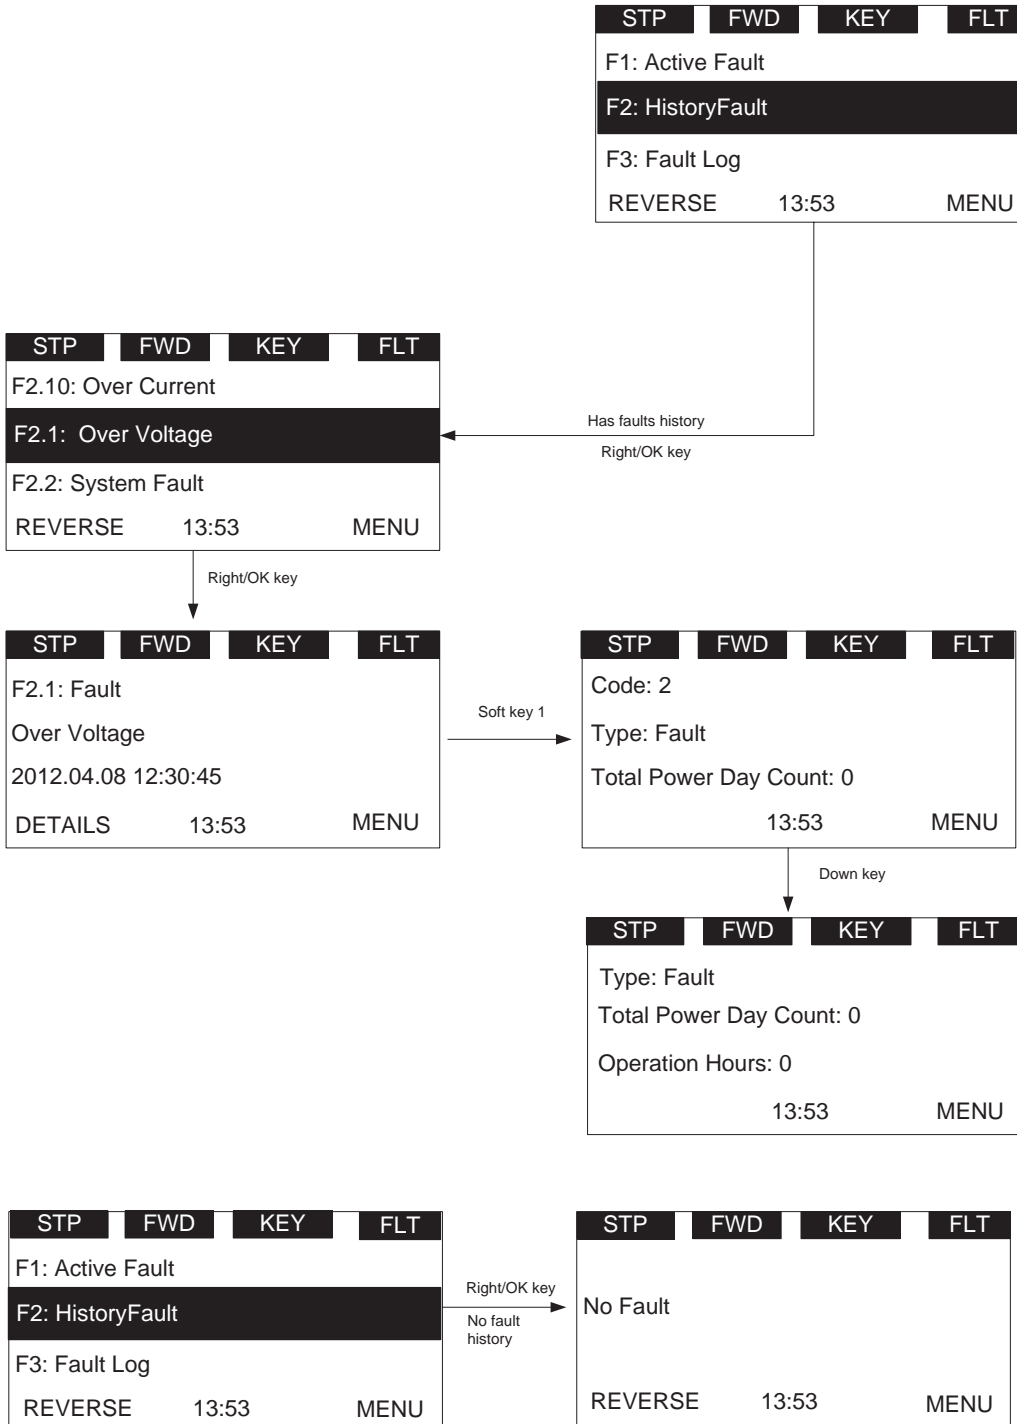 STP FWD KEY FLT
F1: Active Fault
F2: HistoryFault
F3: Fault Log
REVERSE 13:53 MENU
Has faults history
Right/OK key
STP FWD KEY FLT
F2.10: Over Current
F2.1: Over Voltage
F2.2: System Fault
REVERSE 13:53 MENU
Right/OK key
STP FWD KEY FLT
F2.1: Fault
Over Voltage
2012.04.08 12:30:45
DETAILS 13:53 MENU
Soft key 1
STP FWD KEY FLT
Code: 2
Type: Fault
Total Power Day Count: 0
13:53 MENU
Down key
STP FWD KEY FLT
Type: Fault
Total Power Day Count: 0
Operation Hours: 0
13:53 MENU
STP FWD KEY FLT
F1: Active Fault
F2: HistoryFault
F3: Fault Log
REVERSE 13:53 MENU
Right/OK key
No fault
history
STP FWD KEY FLT
No Fault
REVERSE 13:53 MENU